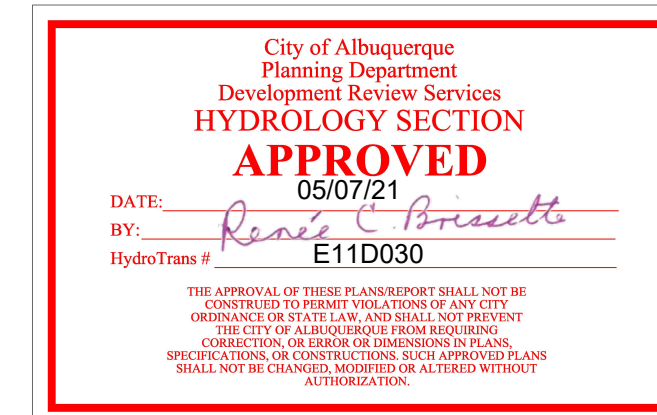 City of Albuquerque
Planning Department
Development Review Services
HYDROLOGY SECTION
APPROVED
DATE: 05/07/21
BY: Renée C. Brissette
HydroTrans # E11D030
THE APPROVAL OF THESE PLANS/REPORT SHALL NOT BE
CONSTRUED TO PERMIT VIOLATIONS OF ANY CITY
ORDINANCE OR STATE LAW, AND SHALL NOT PREVENT
THE CITY OF ALBUQUERQUE FROM REQUIRING
CORRECTION, OR ERROR OR DIMENSIONS IN PLANS,
SPECIFICATIONS, OR CONSTRUCTIONS. SUCH APPROVED PLANS
SHALL NOT BE CHANGED, MODIFIED OR ALTERED WITHOUT
AUTHORIZATION.